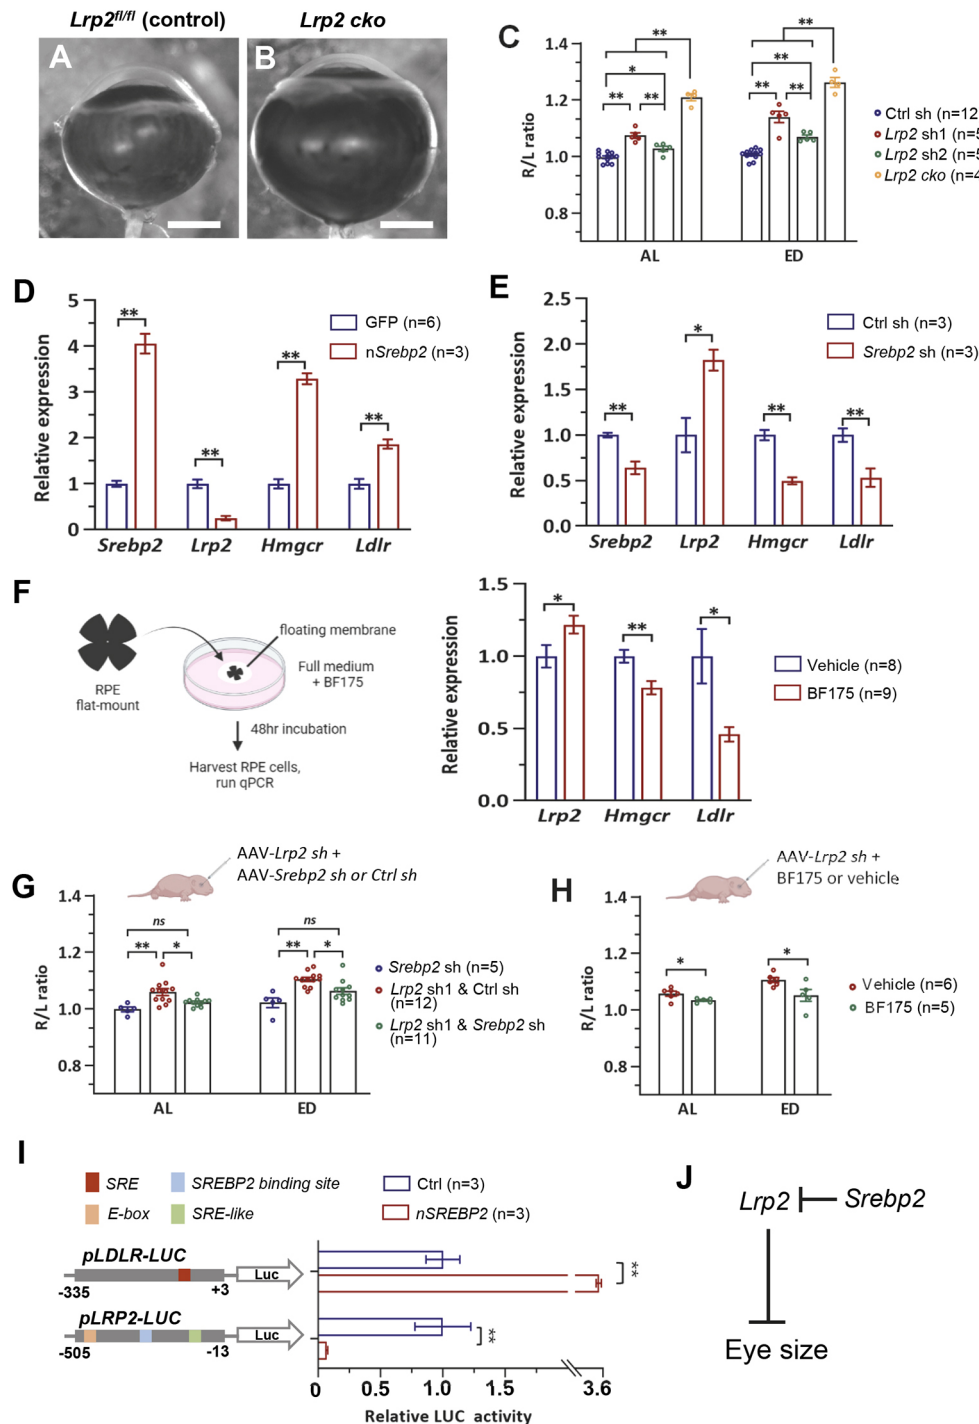 Lrp2fl/fl (control)
Lrp2 cko
A
B
C
R/L ratio
1.4
1.2
1.0
0.8
** ** * ** ** ** ** **
AL
ED
Ctrl sh (n=12
Lrp2 sh1 (n=5
Lrp2 sh2 (n=5
Lrp2 cko (n=4
D
Relative expression
5
4
3
2
1
0
** ** ** **
Srebp2 Lrp2 Hmgcr Ldlr
GFP (n=6)
nSrebp2 (n=3)
E
Relative expression
2.5
2.0
1.5
1.0
0.5
0.0
** * ** **
Srebp2 Lrp2 Hmgcr Ldlr
Ctrl sh (n=3)
Srebp2 sh (n=3)
F
RPE
flat-mount
floating membrane
Full medium
+ BF175
48hr incubation
Harvest RPE cells,
run qPCR
Relative expression
1.5
1.0
0.5
0.0
* ** *
Lrp2 Hmgcr Ldlr
Vehicle (n=8)
BF175 (n=9)
G
AAV-Lrp2 sh +
AAV-Srebp2 sh or Ctrl sh
R/L ratio
1.4
1.2
1.0
0.8
ns ns
** * ** *
AL
ED
Srebp2 sh (n=5)
Lrp2 sh1 & Ctrl sh
(n=12)
Lrp2 sh1 & Srebp2 sh
(n=11)
H
AAV-Lrp2 sh +
BF175 or vehicle
R/L ratio
1.4
1.2
1.0
0.8
* *
AL
ED
Vehicle (n=6)
BF175 (n=5)
I
SRE
SREBP2 binding site
E-box
SRE-like
Ctrl (n=3)
nSREBP2 (n=3)
pLDLR-LUC
-335 +3
Luc
**
pLRP2-LUC
-505 -13
Luc
**
0 0.5 1.0 1.5 3.6
Relative LUC activity
J
Lrp2 Srebp2
Eye size